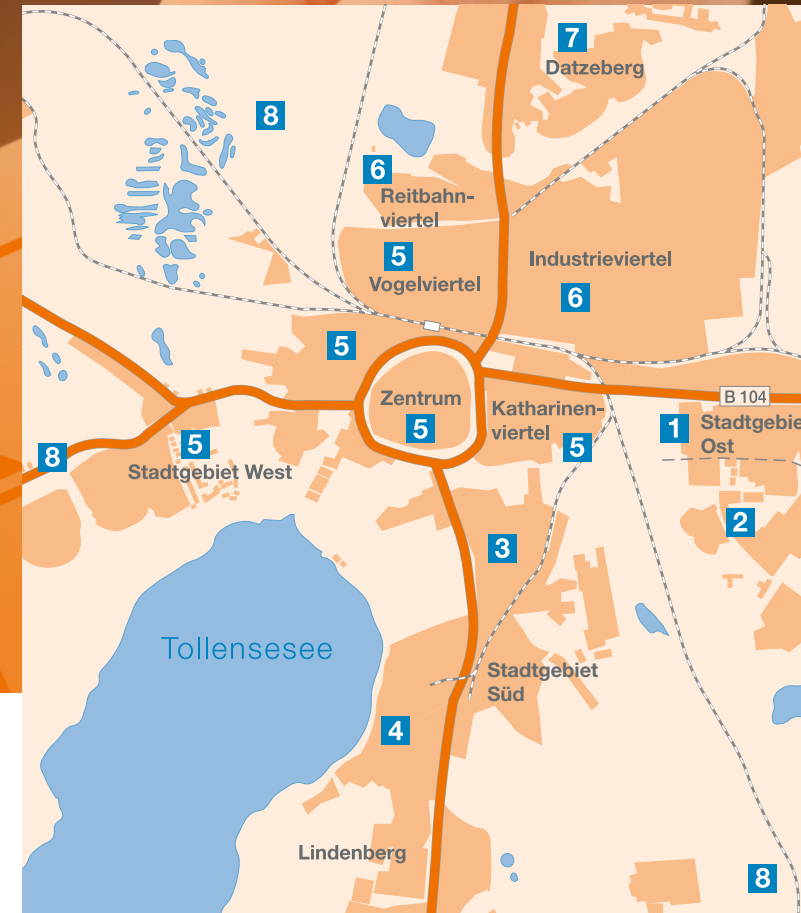 7
Datzeberg
8
6
Reitbahn-
viertel
5
Vogelviertel
Industrieviertel
6
5
Zentrum
5
Katharinen-
viertel
5
B 104
1
Stadtgebie
Ost
2
8
5
Stadtgebiet West
3
Tollensesee
Stadtgebiet
Süd
4
Lindenberg
8